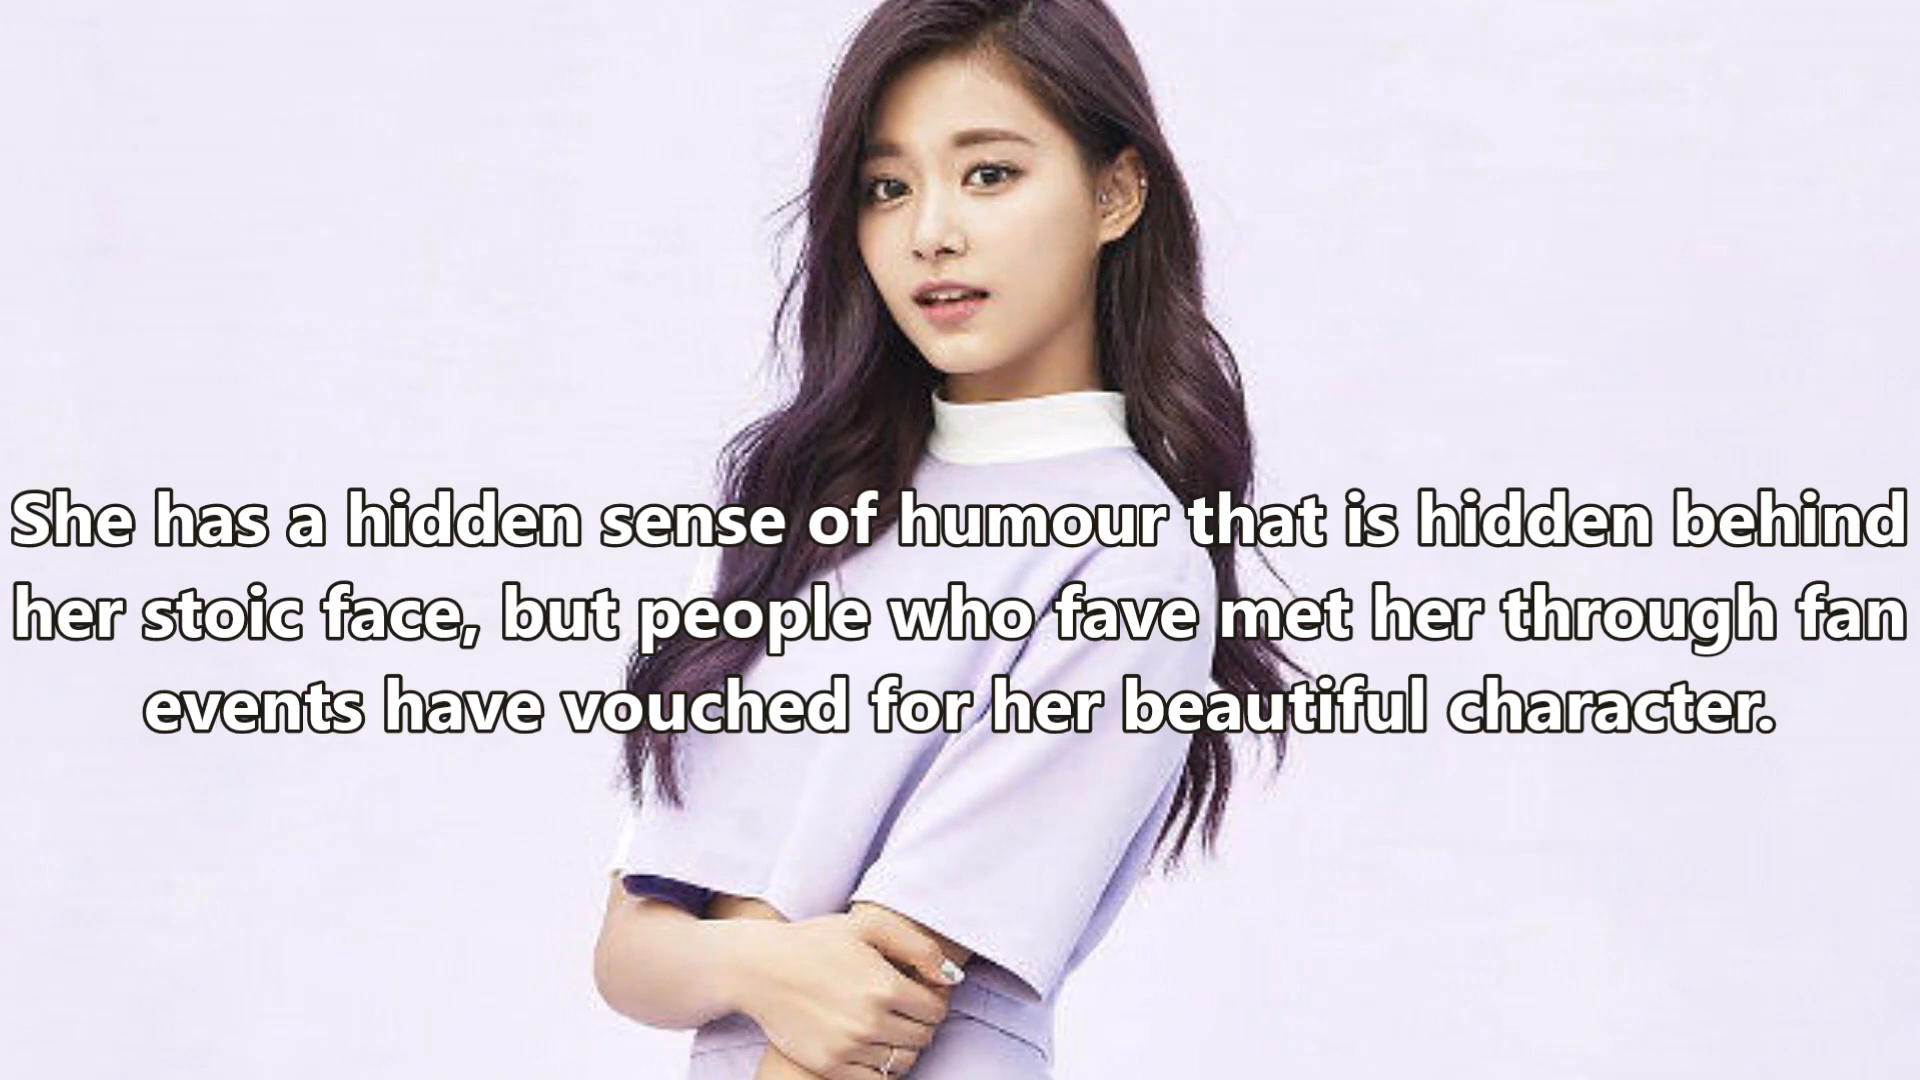 She has a hidden sense of humour that is hidden behind
her stoic face, but people who fave met her through fan
events have vouched for her beautiful character.